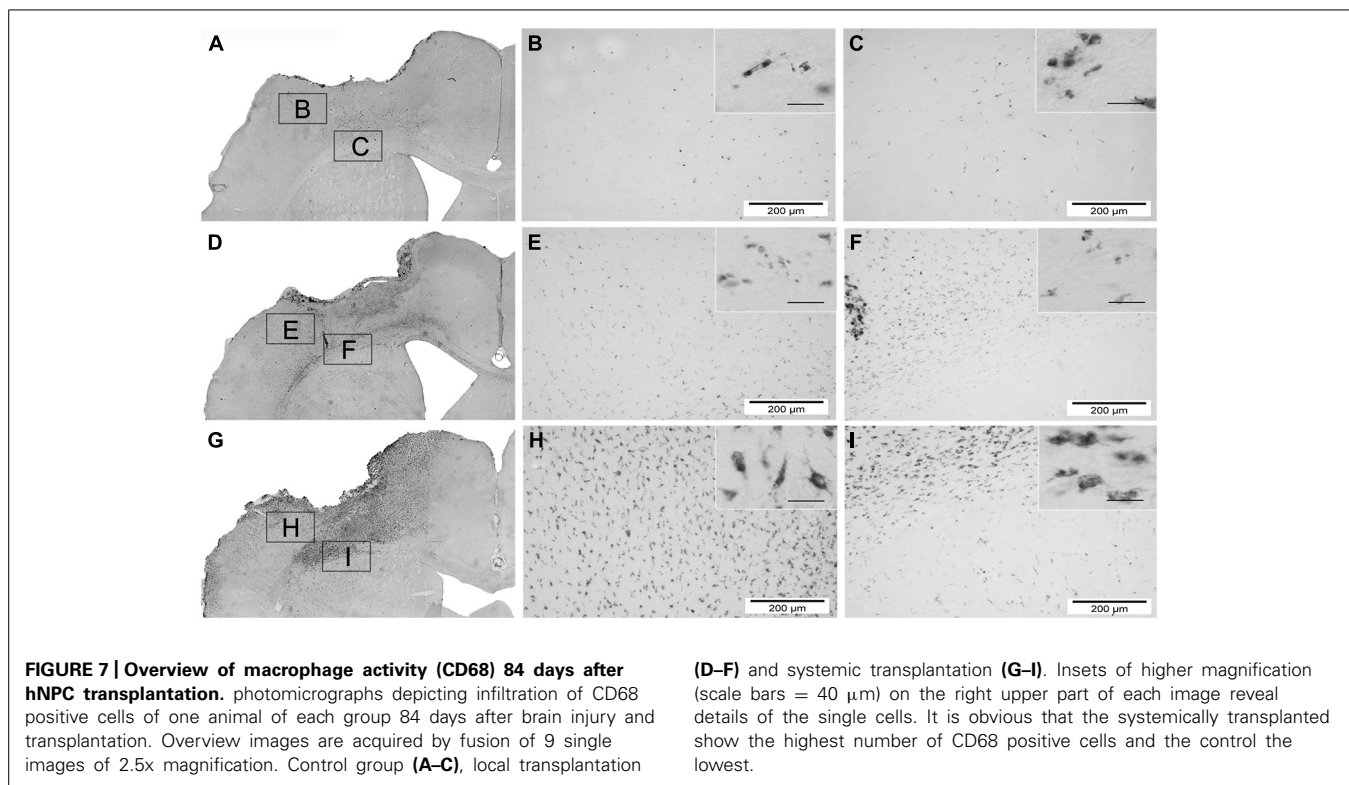 A
B
C
B
C
200 µm
200 µm
D
E
F
E
F
200 µm
200 µm
G
H
I
H
I
200 µm
200 µm
FIGURE 7 | Overview of macrophage activity (CD68) 84 days after
hNPC transplantation. photomicrographs depicting infiltration of CD68
positive cells of one animal of each group 84 days after brain injury and
transplantation. Overview images are acquired by fusion of 9 single
images of 2.5x magnification. Control group (A–C), local transplantation
(D–F) and systemic transplantation (G–I). Insets of higher magnification
(scale bars = 40 μm) on the right upper part of each image reveal
details of the single cells. It is obvious that the systemically transplanted
show the highest number of CD68 positive cells and the control the
lowest.